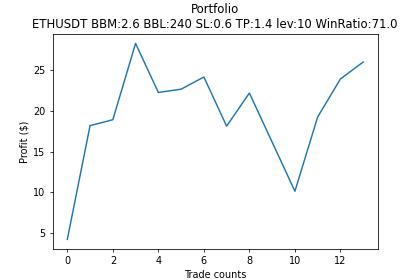 Portfolio
ETHUSDT BBM:2.6 BBL:240 SL:0.6 TP:1.4 lev:10 WinRatio:71.0
25
20
15
10
5
Profit ($)
0 2 4 6 8 10 12
Trade counts